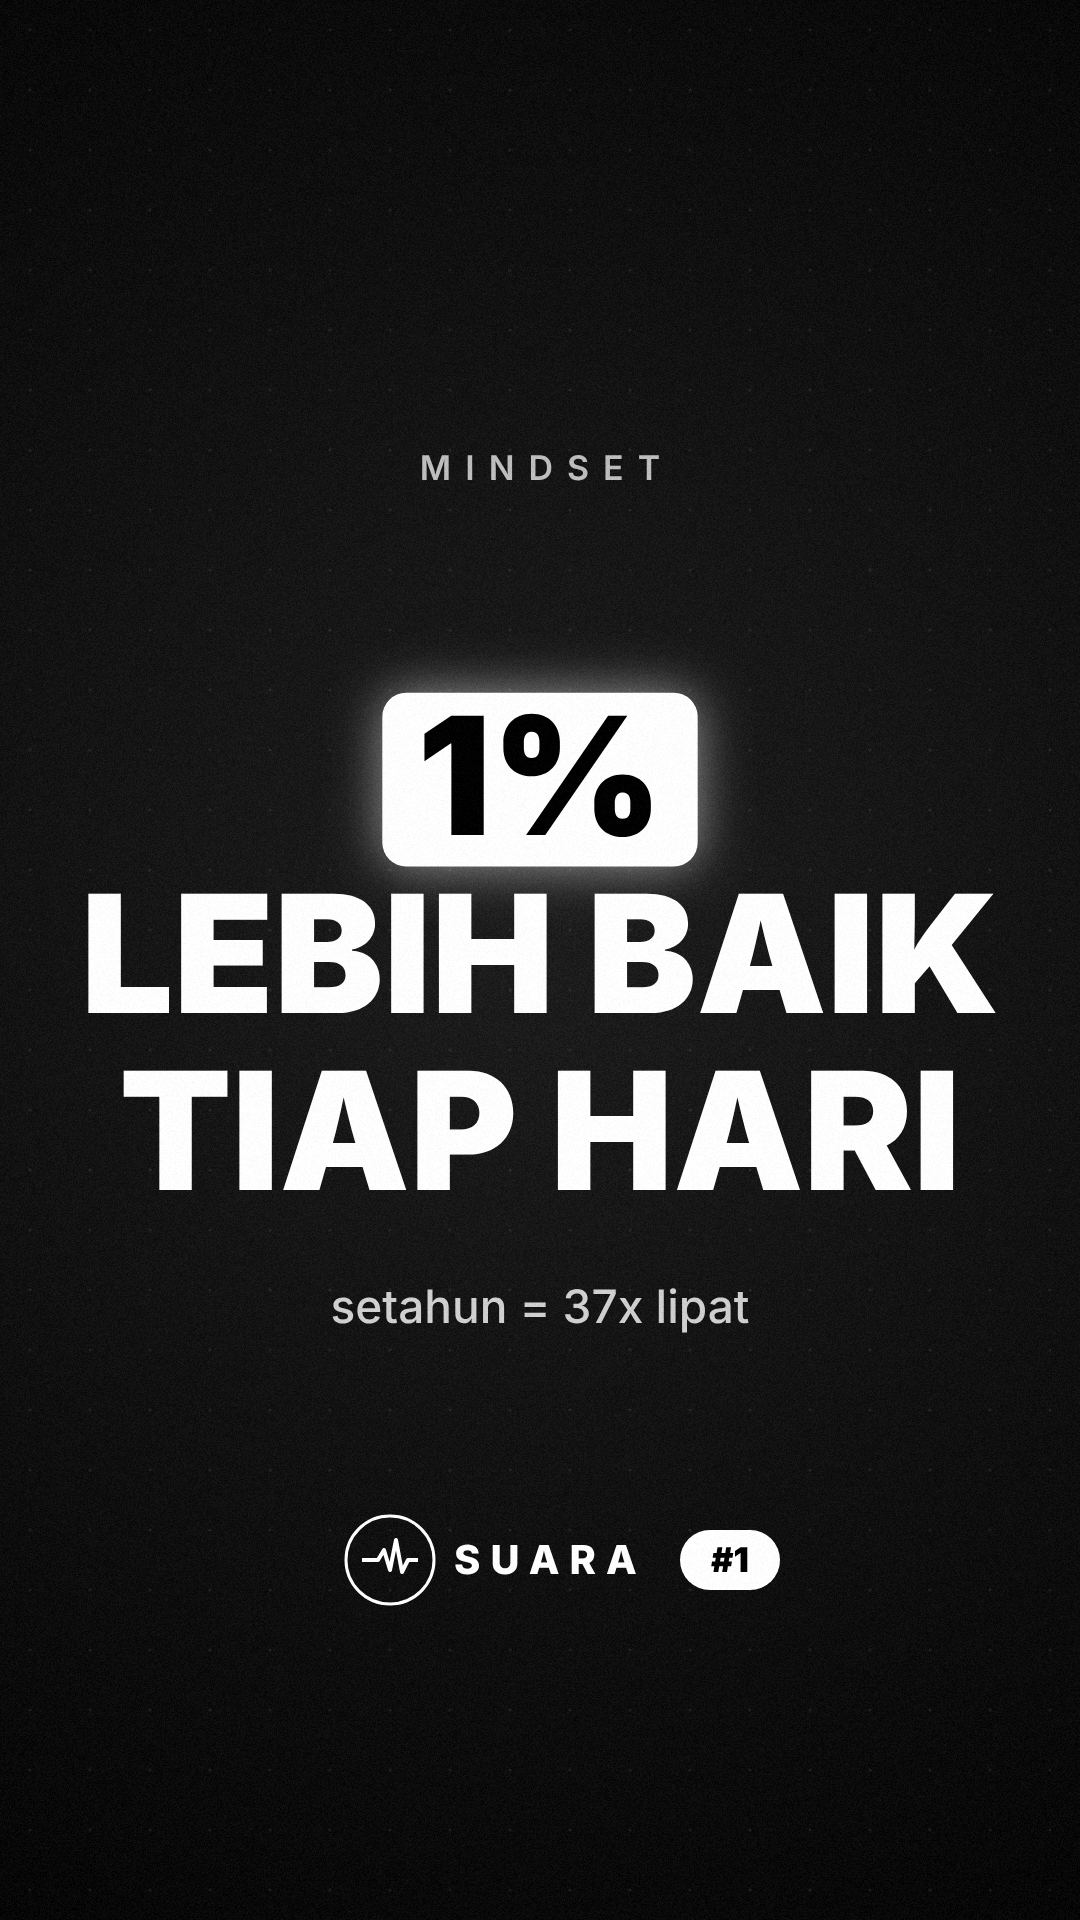 MINDSET
1%
LEBIH BAIK
TIAP HARI
setahun = 37x lipat
SUARA #1